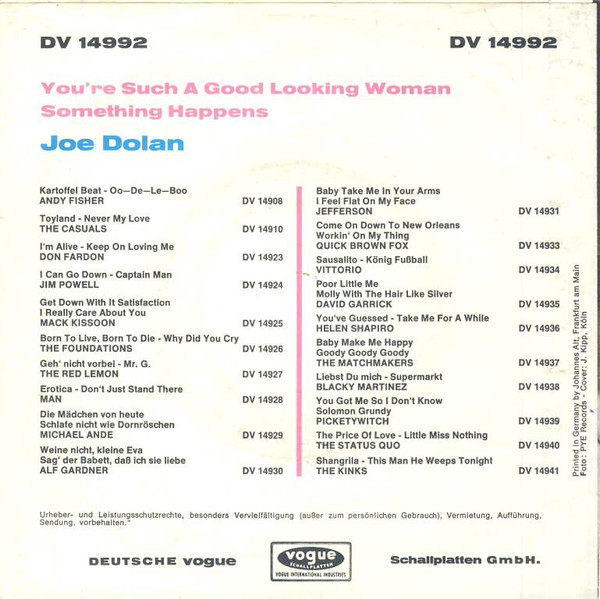 DV 14992
DV 14992
You're Such A Good Looking Woman
Something Happens
Joe Dolan
Kartoffel Beat - Oo—De—Le—Boo
ANDY FISHER DV 14908
Toyland - Never My Love
THE CASUALS DV 14910
I'm Alive - Keep On Loving Me
DON FARDON DV 14923
I Can Go Down - Captain Man
JIM POWELL DV 14924
Get Down With It Satisfaction
I Really Care About You
MACK KISSOON DV 14925
Born To Live, Born To Die - Why Did You Cry
THE FOUNDATIONS DV 14926
Geh' nicht vorbei - Mr. G.
THE RED LEMON DV 14927
Erotica - Don't Just Stand There
MAN DV 14928
Die Mädchen von heute
Schlafe nicht wie Dornröschen
MICHAEL ANDE DV 14929
Weine nicht, kleine Eva
Sag' der Babett, daß ich sie liebe
ALF GARDNER DV 14930
Baby Take Me In Your Arms
I Feel Flat On My Face
JEFFERSON DV 14931
Come On Down To New Orleans
Workin' On My Thing
QUICK BROWN FOX DV 14933
Sausalito - König Fußball
VITTORIO DV 14934
Poor Little Me
Molly With The Hair Like Silver
DAVID GARRICK DV 14935
You've Guessed - Take Me For A While
HELEN SHAPIRO DV 14936
Baby Make Me Happy
Goody Goody Goody
THE MATCHMAKERS DV 14937
Liebst Du mich - Supermarkt
BLACKY MARTINEZ DV 14938
You Got Me So I Don't Know
Solomon Grundy
PICKETYWITCH DV 14939
The Price Of Love - Little Miss Nothing
THE STATUS QUO DV 14940
Shangrila - This Man He Weeps Tonight
THE KINKS DV 14941
Printed in Germany by Johannes Alt, Frankfurt am Main
Foto: PYE Records - Cover: J. Kipp, Köln
Urheber- und Leistungsschutzrechte, besonders Vervielfältigung (außer zum persönlichen Gebrauch), Vermietung, Aufführung,
Sendung, vorbehalten."
DEUTSCHE vogue
vogue
SCHALLPLATTEN
VOGUE INTERNATIONAL INDUSTRIES
Schallplatten GmbH.